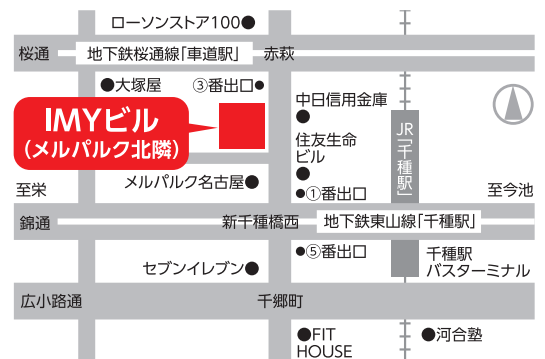 ローソンストア100●
桜通
地下鉄桜通線「車道駅」
赤萩
●大塚屋
③番出口●
中日信用金庫
●
IMYビル
(メルパルク北隣)
住友生命
ビル
●
JR「千種駅」
至栄
メルパルク名古屋●
●①番出口
至今池
錦通
新千種橋西
地下鉄東山線「千種駅」
●⑤番出口
千種駅
バスターミナル
セブンイレブン●
広小路通
千郷町
●FIT
HOUSE
●河合塾